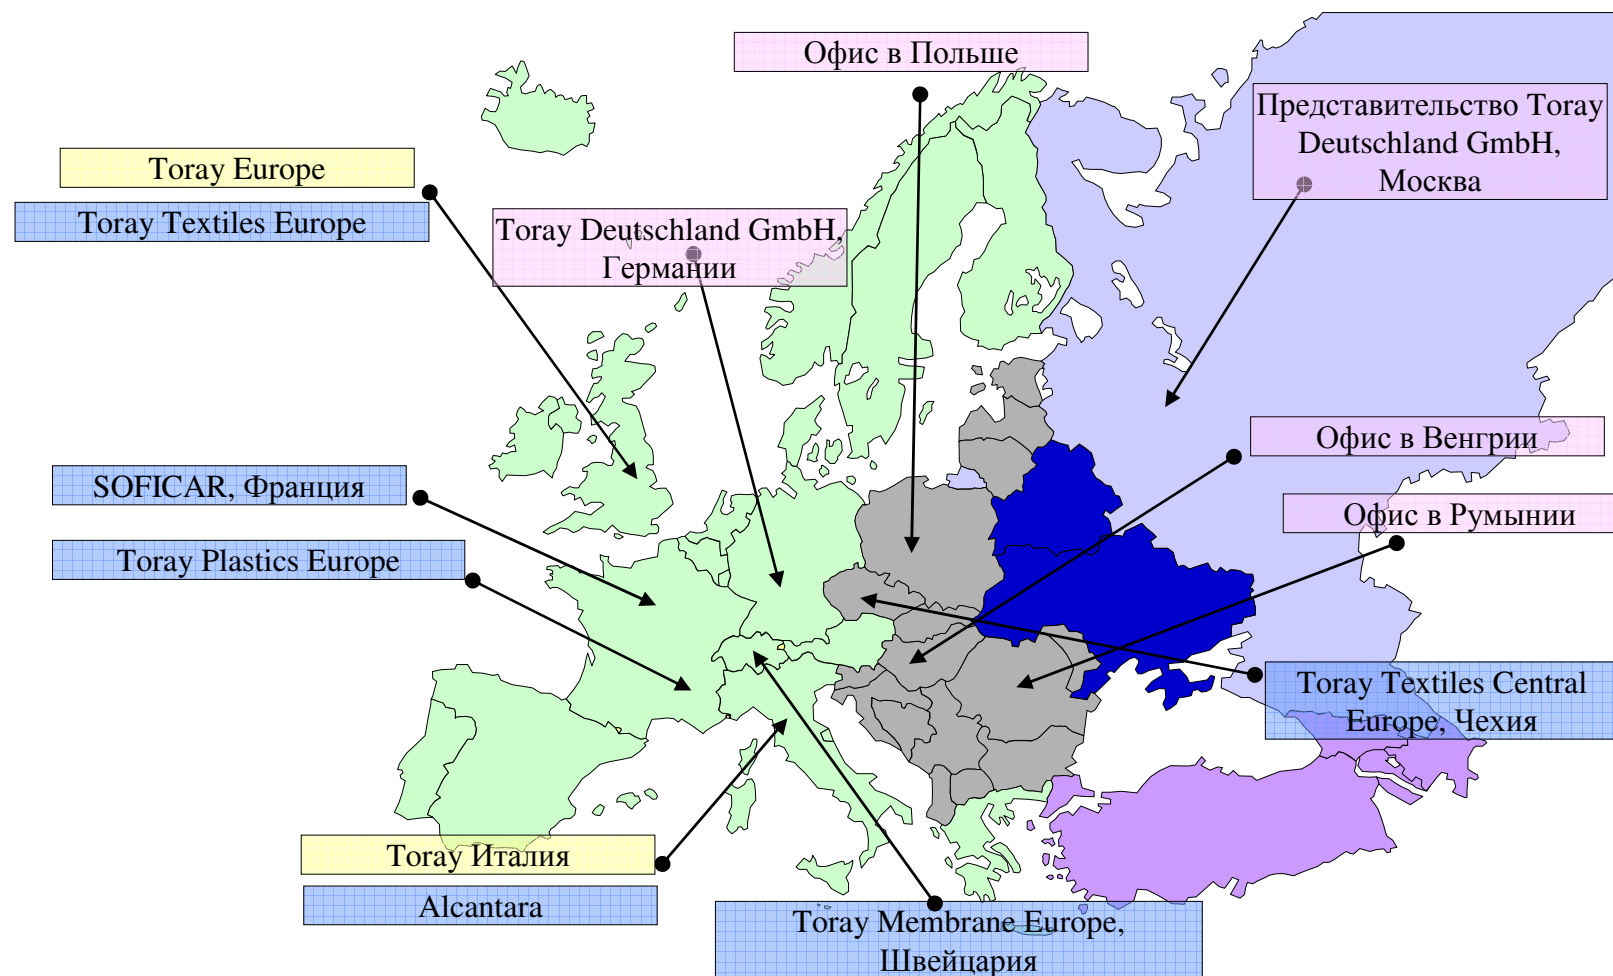 Офис в Польше
Представительство Toray
Deutschland GmbH,
Москва
Toray Europe
Toray Textiles Europe
Toray Deutschland GmbH,
Германии
Офис в Венгрии
SOFICAR, Франция
Офис в Румынии
Toray Plastics Europe
Toray Textiles Central
Europe, Чехия
Toray Италия
Alcantara
Toray Membrane Europe,
Швейцария